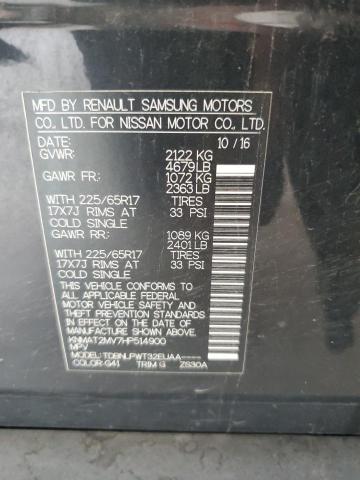 MFD BY RENAULT SAMSUNG MOTORS
CO., LTD. FOR NISSAN MOTOR CO., LTD.
DATE: 10/16
GVWR: 2122 KG
4679LB
GAWR FR: 1072 KG
2363LB
WITH 225/65R17 TIRES
17X7J RIMS AT 33 PSI
COLD SINGLE
GAWR RR: 1089 KG
2401LB
WITH 225/65R17 TIRES
17X7J RIMS AT 33 PSI
COLD SINGLE
THIS VEHICLE CONFORMS TO ALL
APPLICABLE FEDERAL MOTOR
VEHICLE SAFETY AND
THEFT PREVENTION STANDARDS
IN EFFECT ON THE DATE OF
MANUFACTURE SHOWN ABOVE.
KNMAT2MV7HP514900
MPV
MODEL: TDBNLPWT32EUAA----
COLOR: G41 TRIM G ZS30A